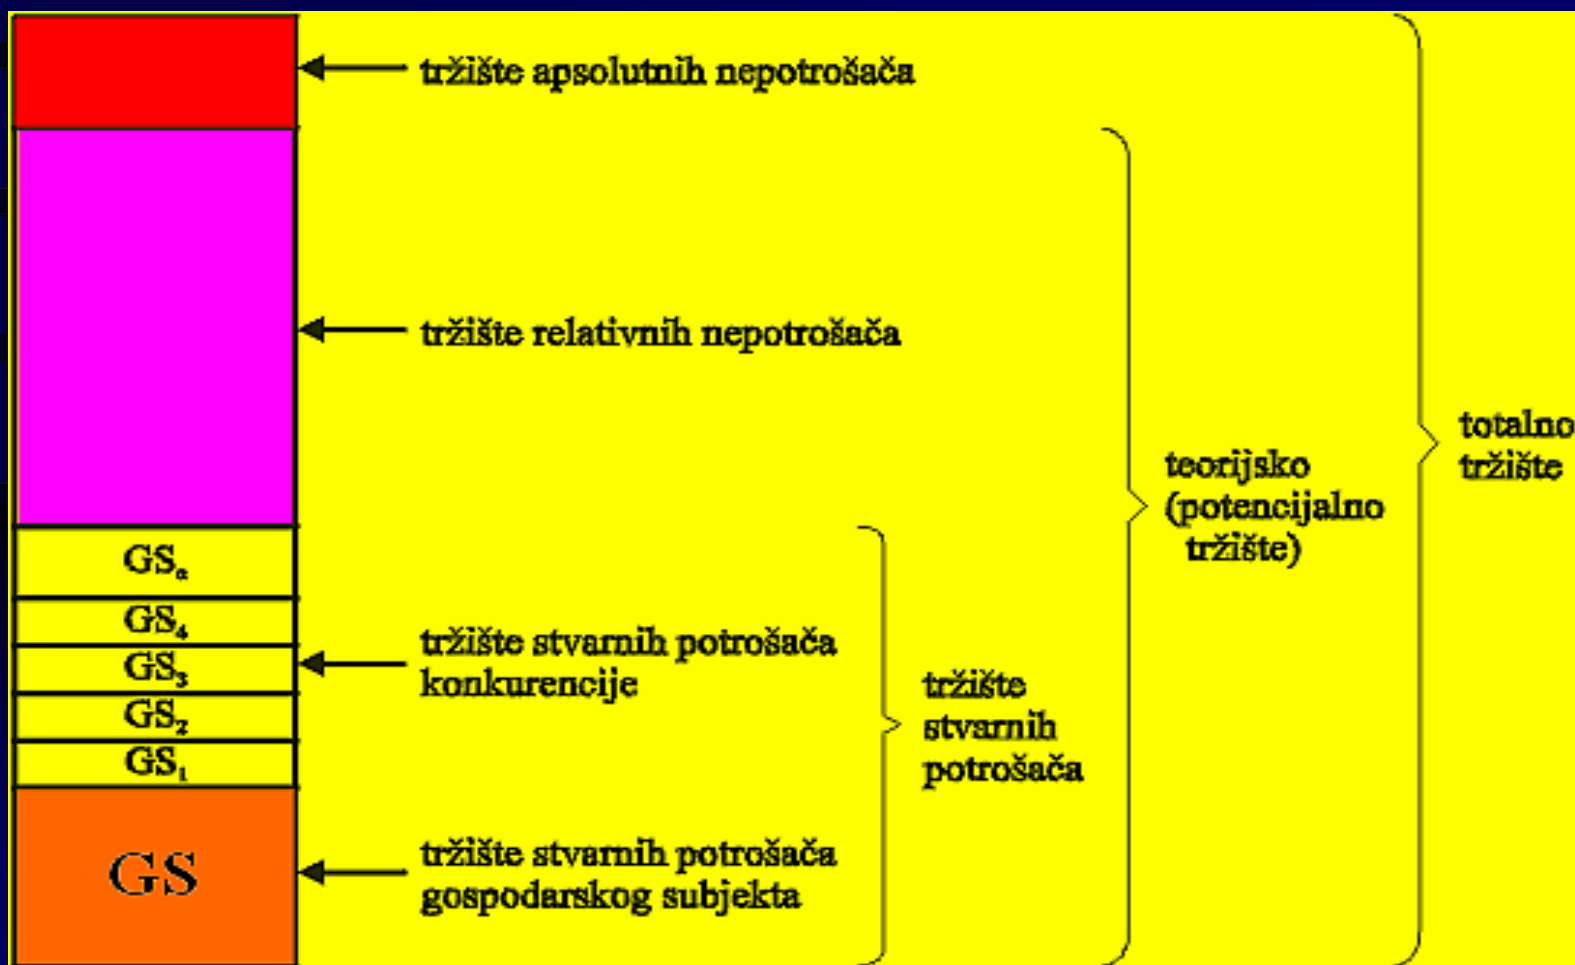 tržište apsolutnih nepotrošača
tržište relativnih nepotrošača
totalno
tržište
teorijsko
(potencijalno
tržište)
GSₙ
GS₄
GS₃
GS₂
GS₁
tržište stvarnih potrošača
konkurencije
tržište
stvarnih
potrošača
GS
tržište stvarnih potrošača
gospodarskog subjekta